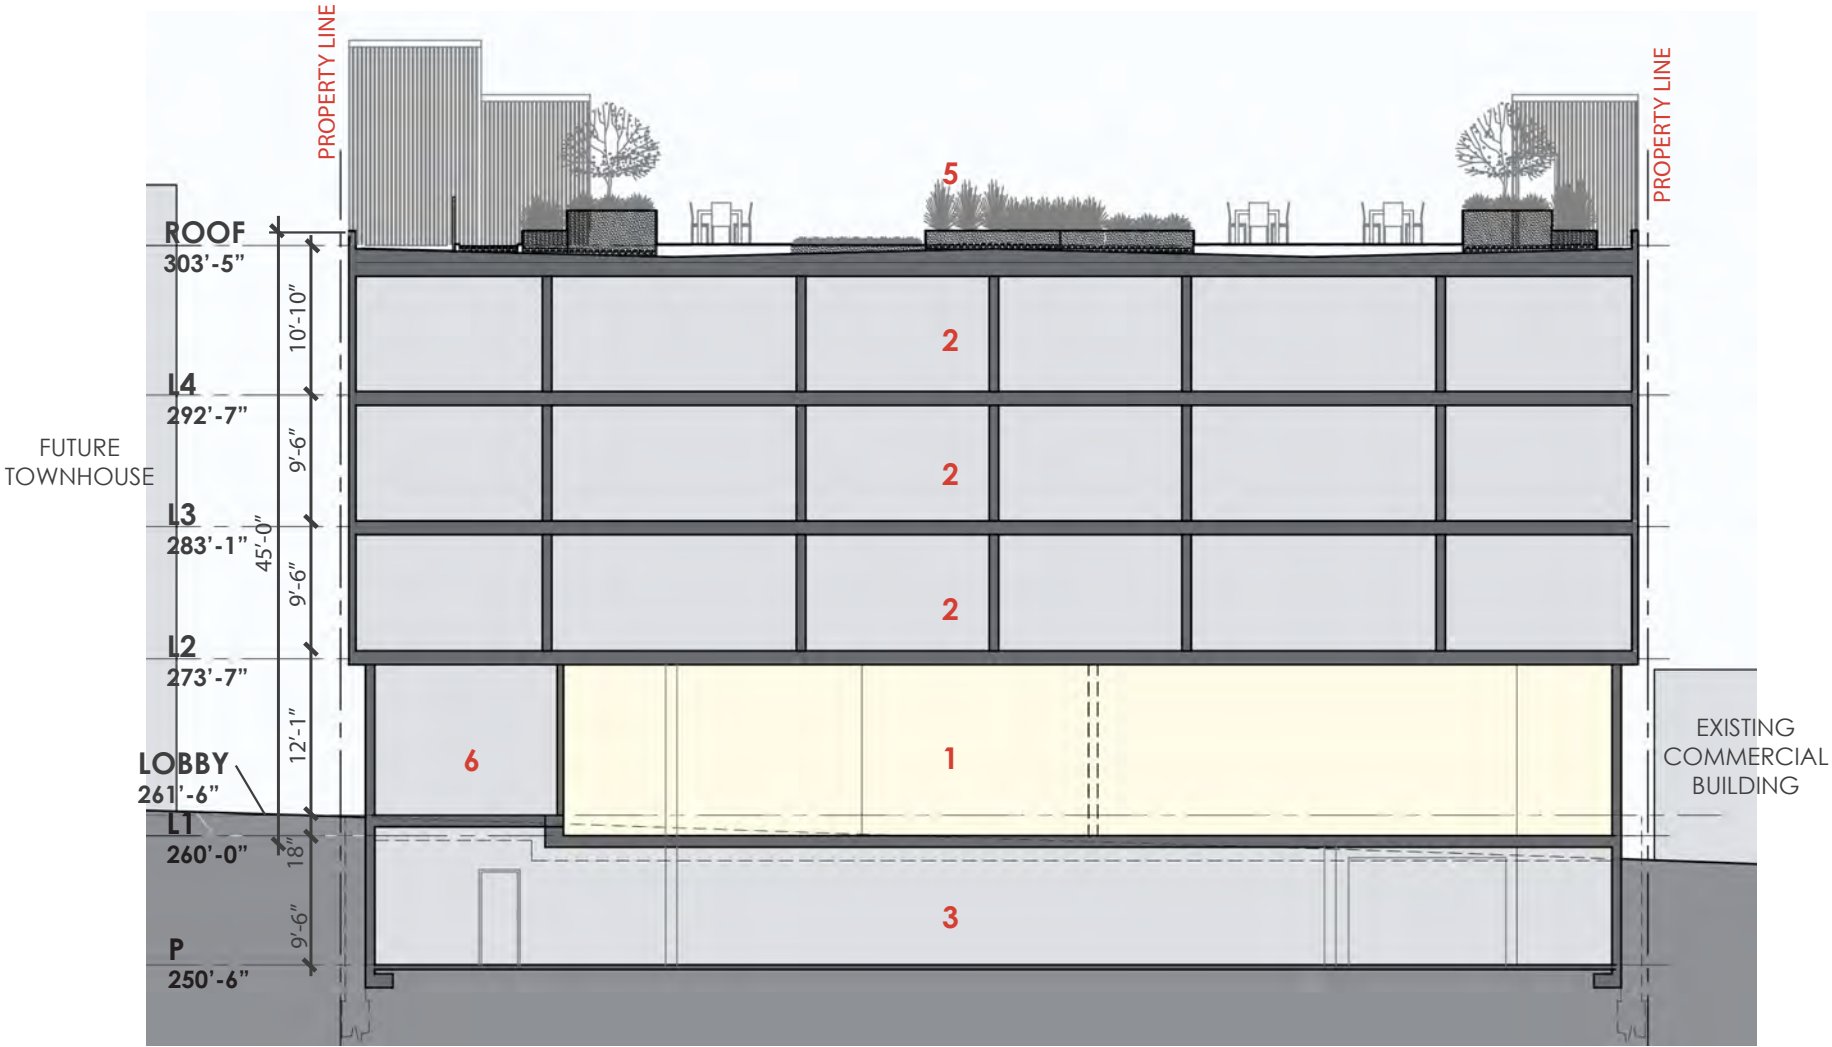 PROPERTY LINE
PROPERTY LINE
5
ROOF
303'-5"
10'-10"
2
L4
292'-7"
FUTURE
TOWNHOUSE
9'-6"
2
L3
283'-1"
45'-0"
9'-6"
2
L2
273'-7"
12'-1"
6
1
EXISTING
COMMERCIAL
BUILDING
LOBBY
261'-6"
L1
260'-0"
18"
9'-6"
3
P
250'-6"